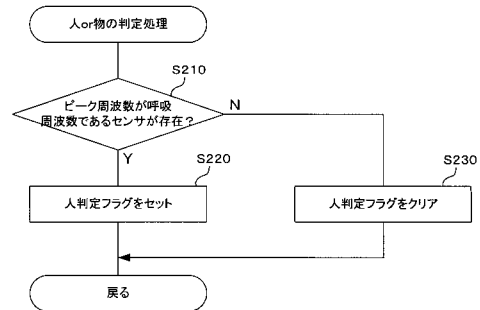 人or物の判定処理
S210
ピーク周波数が呼吸
周波数であるセンサが存在?
N
Y
S220
人判定フラグをセット
S230
人判定フラグをクリア
戻る